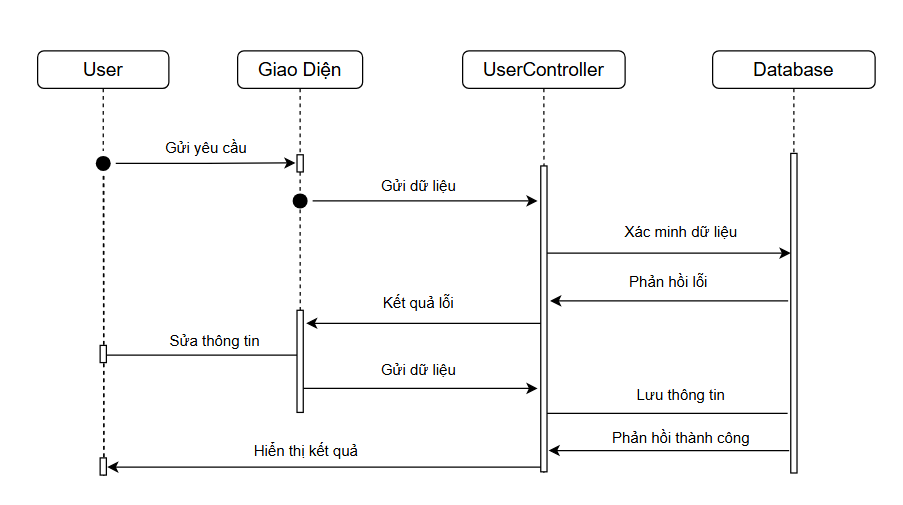 User
Giao Diện
UserController
Database
Gửi yêu cầu
Gửi dữ liệu
Xác minh dữ liệu
Phản hồi lỗi
Kết quả lỗi
Sửa thông tin
Gửi dữ liệu
Lưu thông tin
Phản hồi thành công
Hiển thị kết quả